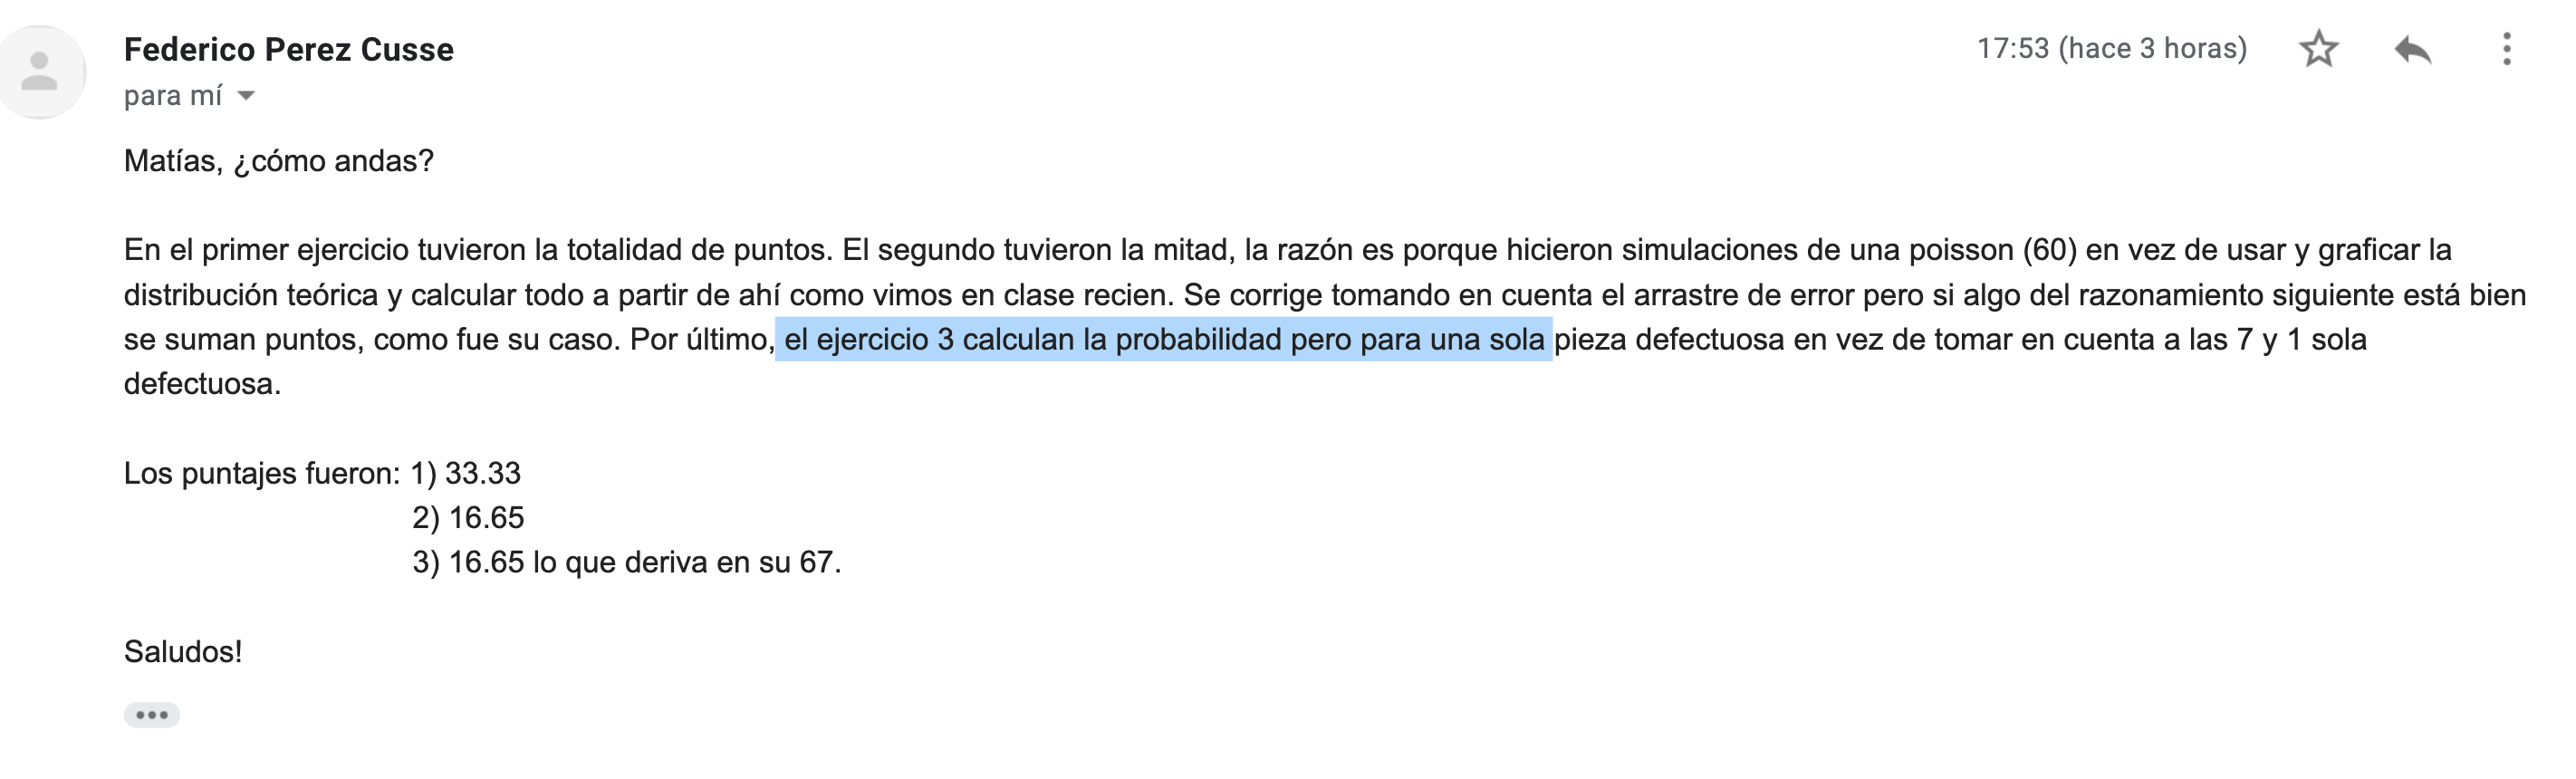 Federico Perez Cusse
17:53 (hace 3 horas)
para mí
Matías, ¿cómo andas?
En el primer ejercicio tuvieron la totalidad de puntos. El segundo tuvieron la mitad, la razón es porque hicieron simulaciones de una poisson (60) en vez de usar y graficar la
distribución teórica y calcular todo a partir de ahí como vimos en clase recien. Se corrige tomando en cuenta el arrastre de error pero si algo del razonamiento siguiente está bien
se suman puntos, como fue su caso. Por último, el ejercicio 3 calculan la probabilidad pero para una sola pieza defectuosa en vez de tomar en cuenta a las 7 y 1 sola
defectuosa.
Los puntajes fueron: 1) 33.33
2) 16.65
3) 16.65 lo que deriva en su 67.
Saludos!